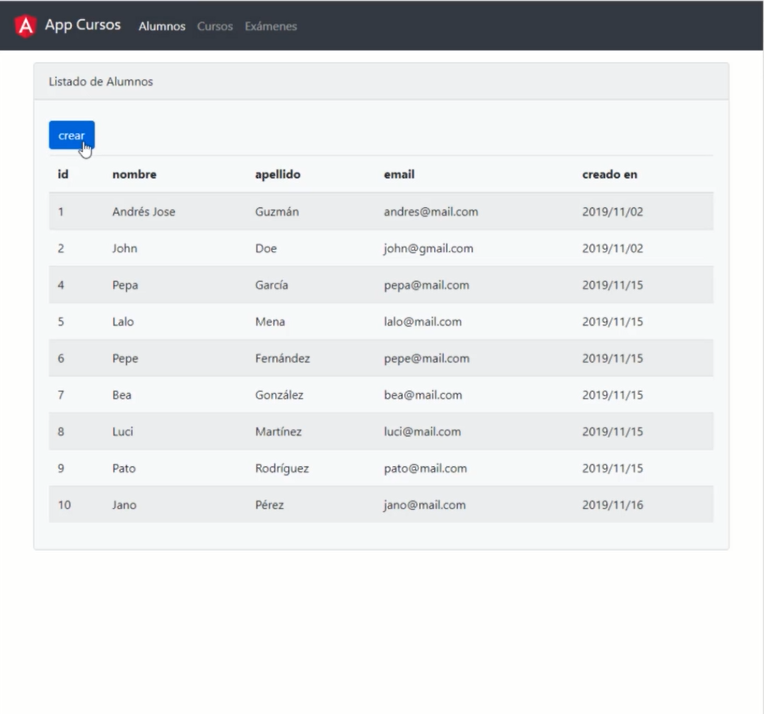 App Cursos Alumnos Cursos Exámenes
Listado de Alumnos
crear
id nombre apellido email creado en
1 Andrés Jose Guzmán andres@mail.com 2019/11/02
2 John Doe john@gmail.com 2019/11/02
4 Pepa García pepa@mail.com 2019/11/15
5 Lalo Mena lalo@mail.com 2019/11/15
6 Pepe Fernández pepe@mail.com 2019/11/15
7 Bea González bea@mail.com 2019/11/15
8 Luci Martínez luci@mail.com 2019/11/15
9 Pato Rodríguez pato@mail.com 2019/11/15
10 Jano Pérez jano@mail.com 2019/11/16